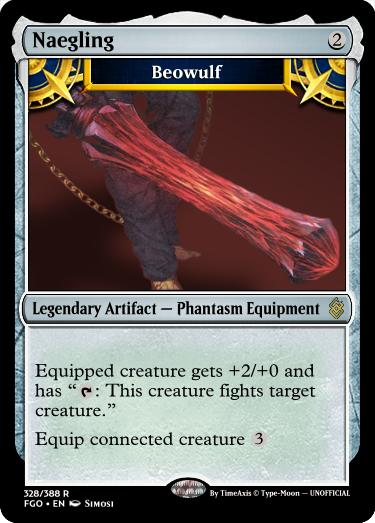 Naegling 2
Beowulf
Legendary Artifact — Phantasm Equipment
Equipped creature gets +2/+0 and
has “: This creature fights target
creature.”
Equip connected creature 3
328/388 R
FGO • EN Simosi
By TimeAxis © Type-Moon — UNOFFICIAL